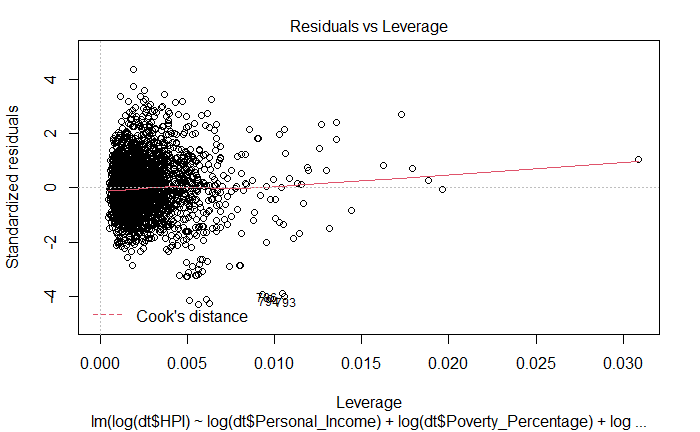 Residuals vs Leverage
Standardized residuals
4
2
0
-2
-4
794
793
Cook's distance
0.000
0.005
0.010
0.015
0.020
0.025
0.030
Leverage
lm(log(dt$HPI) ~ log(dt$Personal_Income) + log(dt$Poverty_Percentage) + log ...